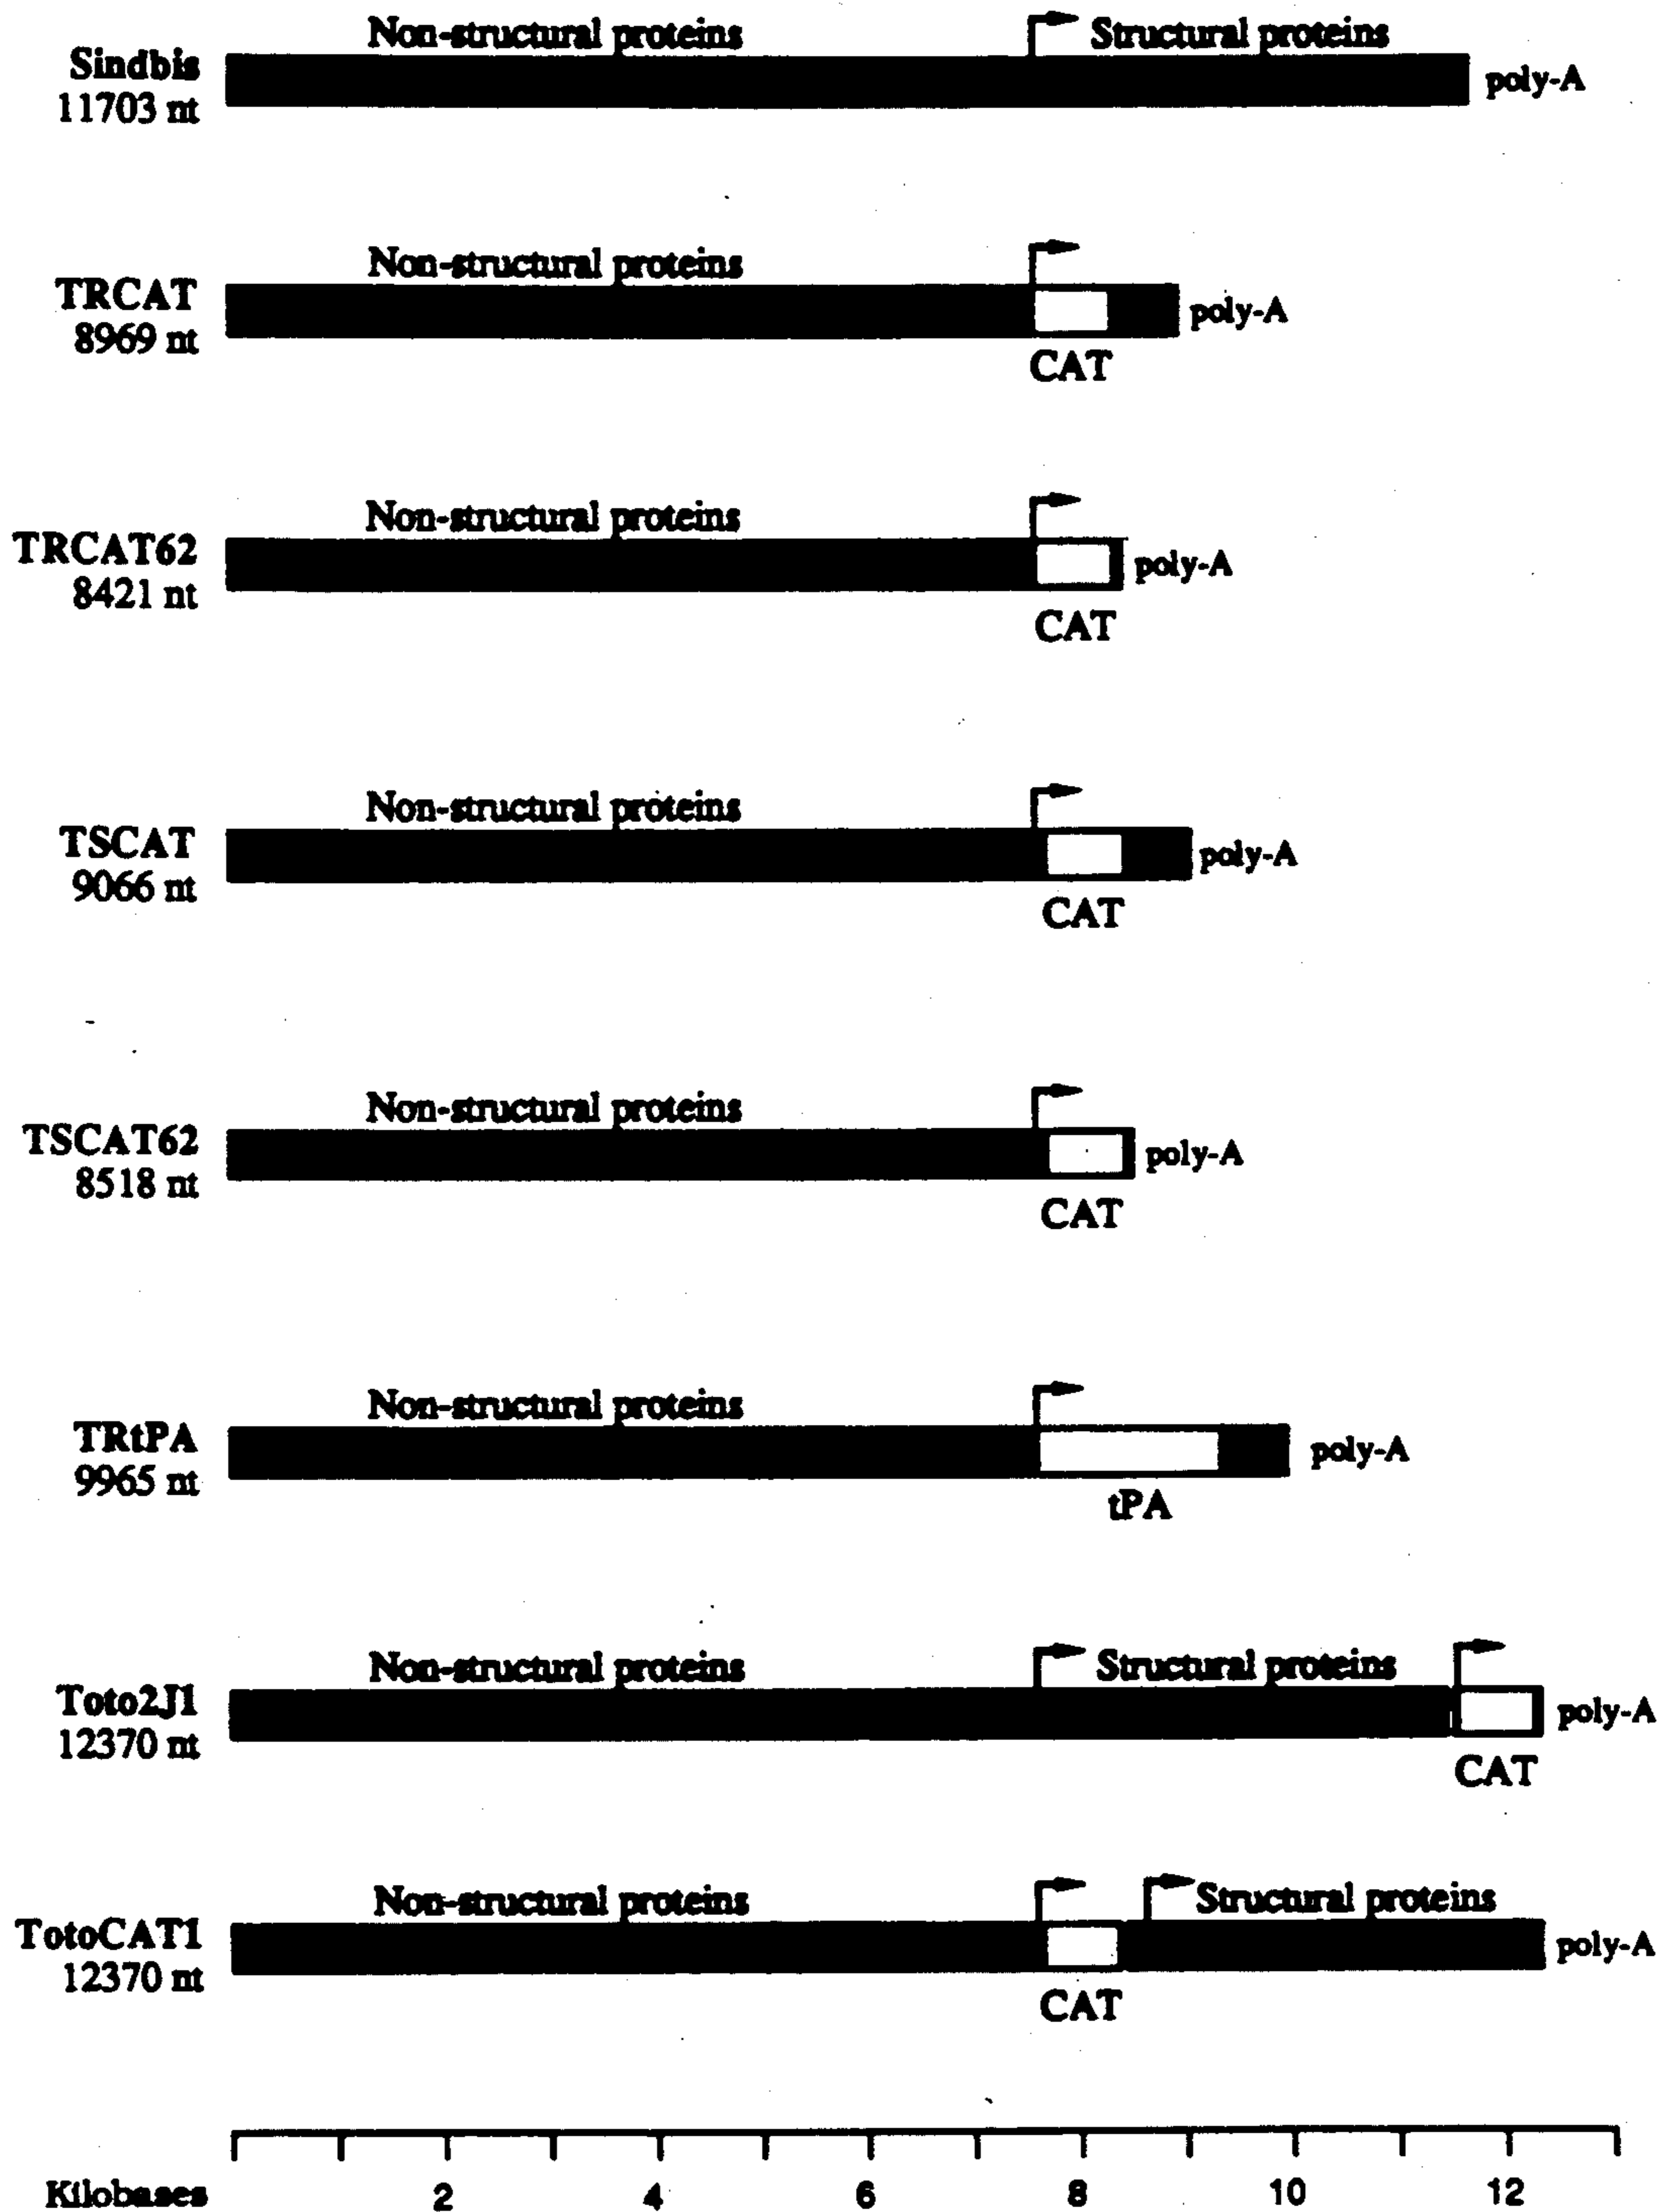 Non-structural proteins
Structural proteins
Sindbis
11703 nt
poly-A
Non-structural proteins
TRCAT
8969 nt
poly-A
CAT
Non-structural proteins
TRCAT62
8421 nt
poly-A
CAT
Non-structural proteins
TSCAT
9066 nt
poly-A
CAT
Non-structural proteins
TSCAT62
8518 nt
poly-A
CAT
Non-structural proteins
TRtPA
9965 nt
poly-A
tPA
Non-structural proteins
Structural proteins
Toto2J1
12370 nt
poly-A
CAT
Non-structural proteins
Structural proteins
TotoCAT1
12370 nt
poly-A
CAT
Kilobases 2 4 6 8 10 12